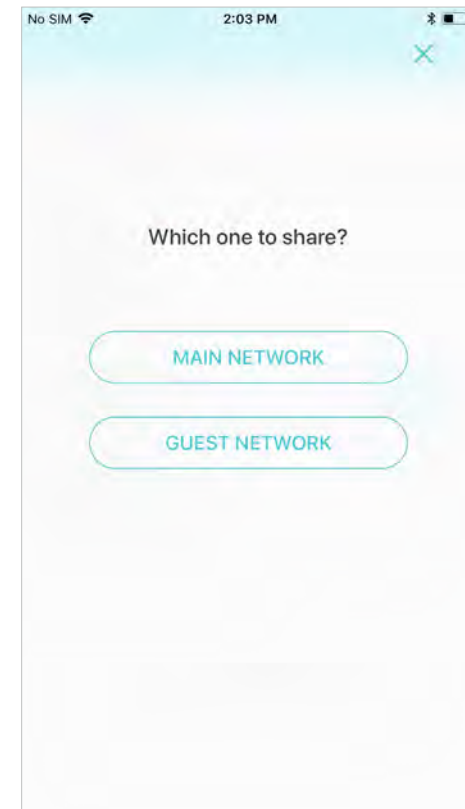 No SIM 2:03 PM
Which one to share?
MAIN NETWORK
GUEST NETWORK